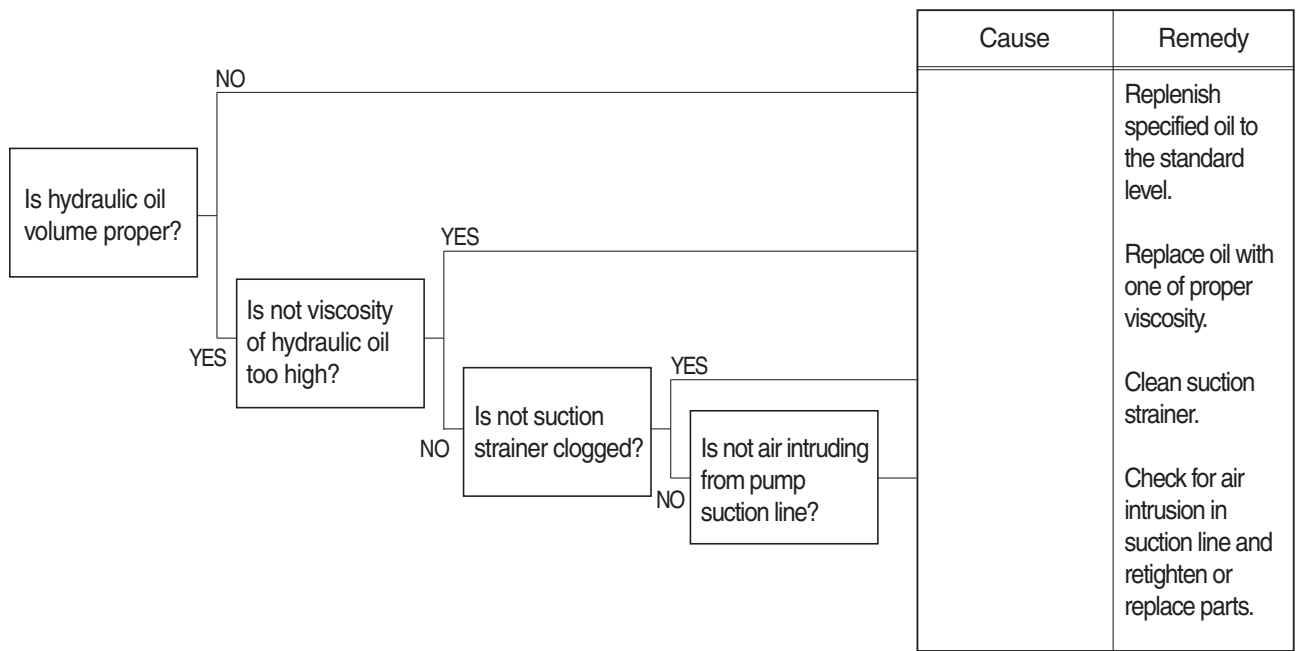 Cause
Remedy
NO
Replenish
specified oil to
the standard
level.
Is hydraulic oil
volume proper?
YES
Replace oil with
one of proper
viscosity.
YES
Is not viscosity
of hydraulic oil
too high?
YES
Clean suction
strainer.
NO
Is not suction
strainer clogged?
NO
Is not air intruding
from pump
suction line?
Check for air
intrusion in
suction line and
retighten or
replace parts.